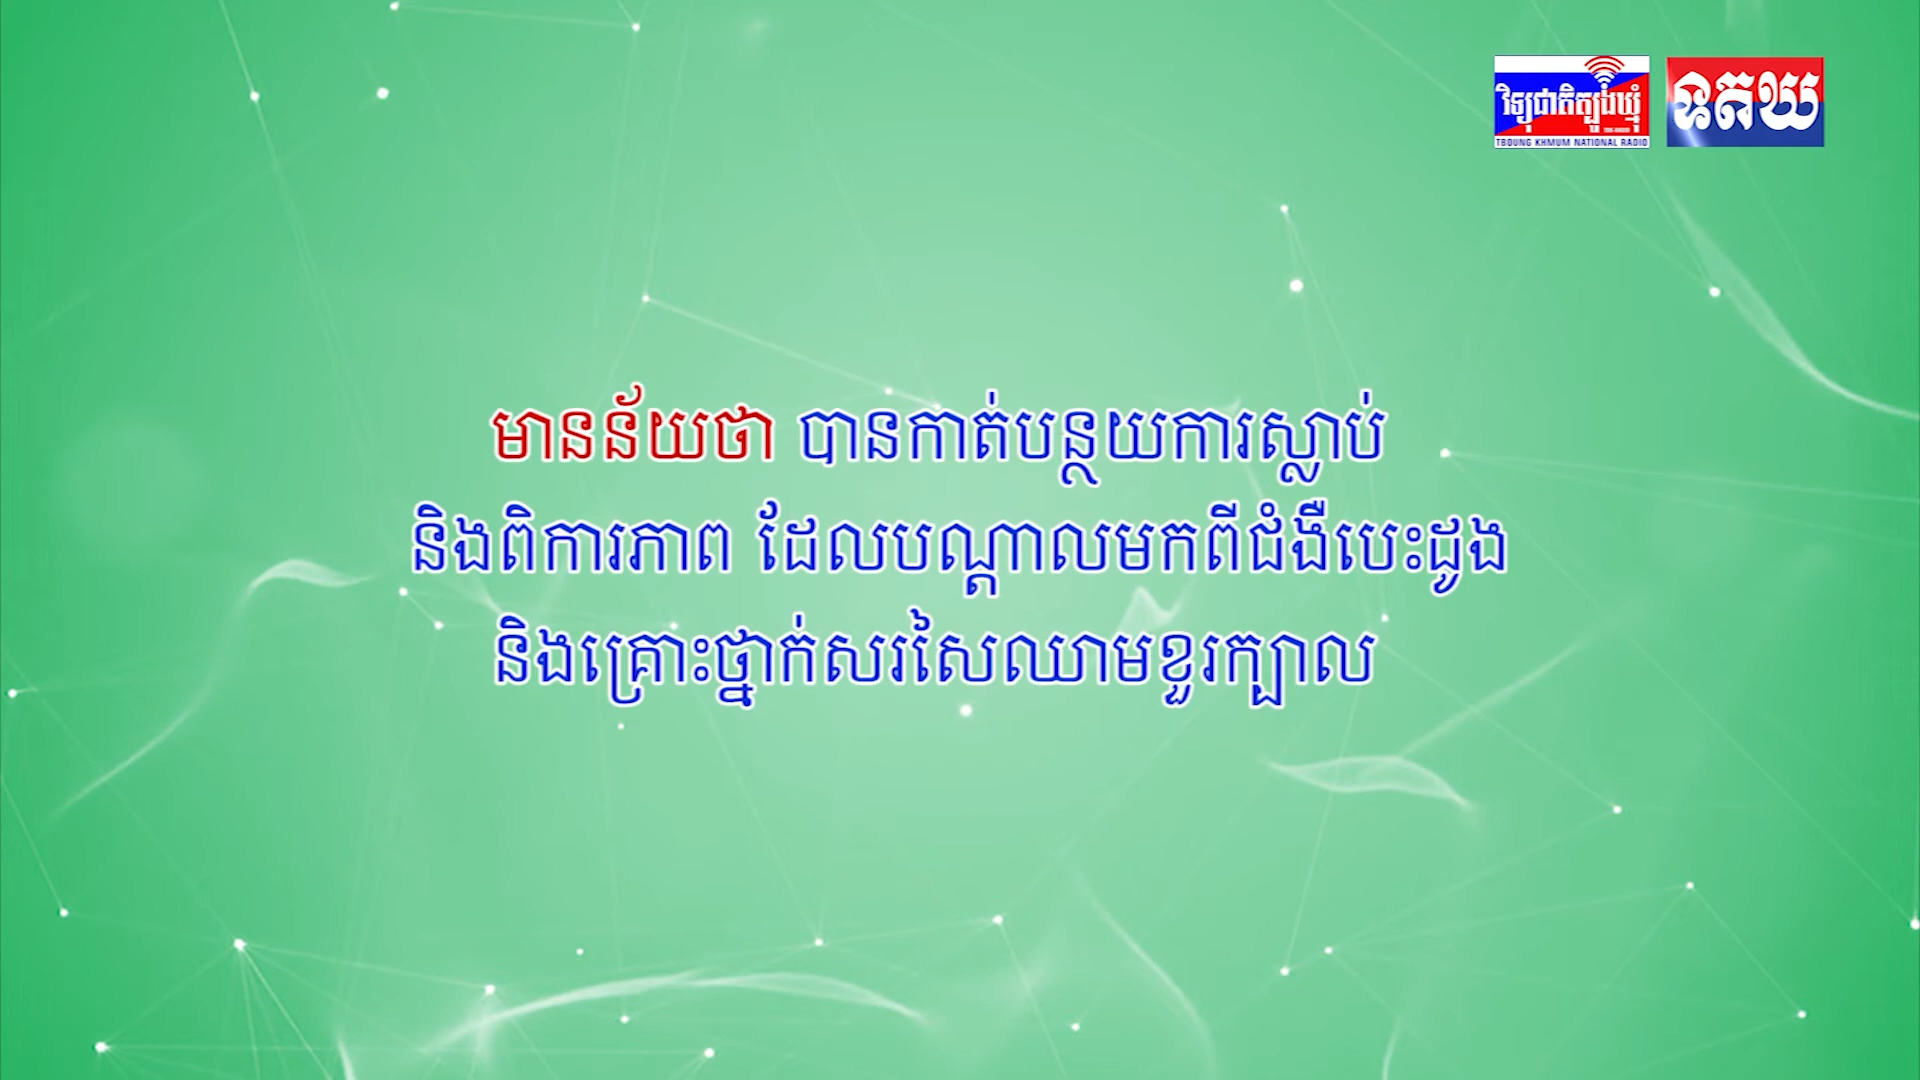 វិទ្យុជាតិត្បូងឃ្មុំ
TBOUNG KHMUM NATIONAL RADIO
ទតឃ
មានន័យថា បានកាត់បន្ថយការស្លាប់
និងពិការភាព ដែលបណ្តាលមកពីជំងឺបេះដូង
និងគ្រោះថ្នាក់សរសៃឈាមខួរក្បាល